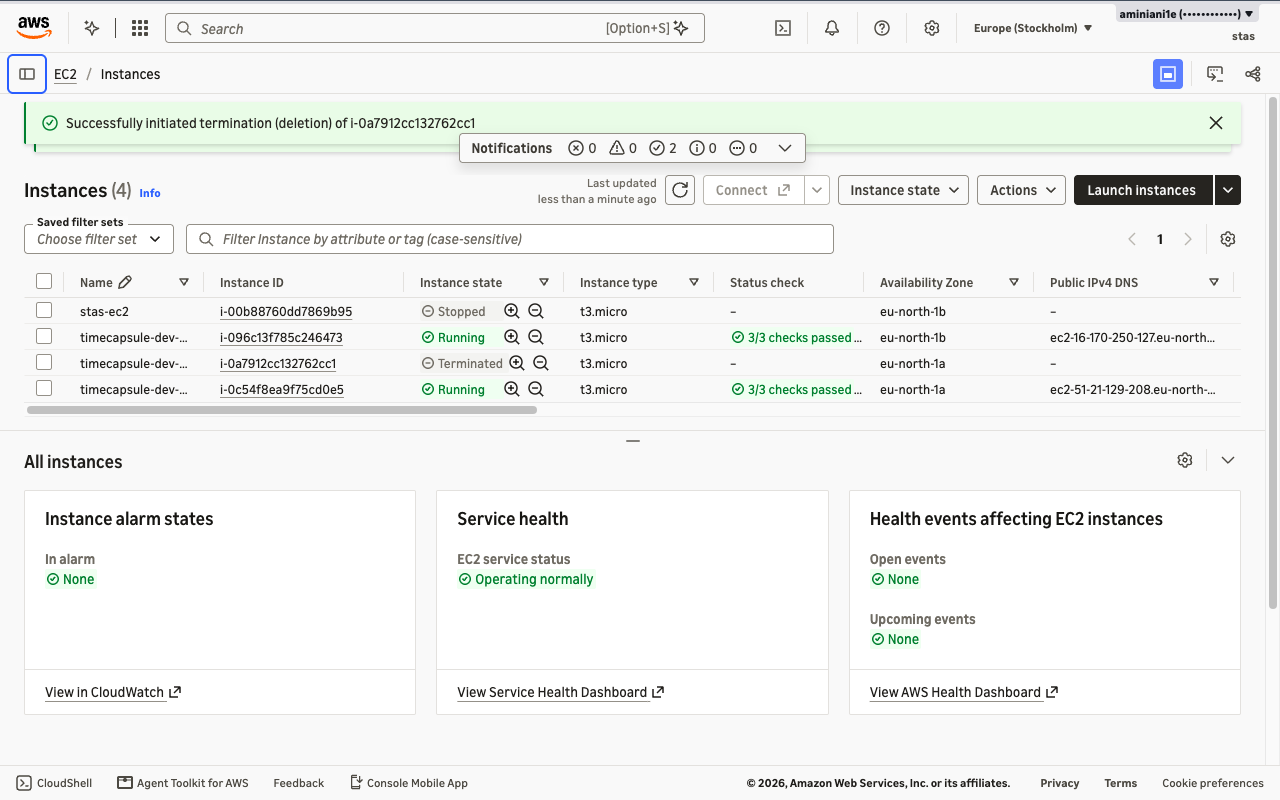 aws
Search
[Option+S]
Europe (Stockholm)
aminiani1e (••••••••••••)
stas
EC2 / Instances
Successfully initiated termination (deletion) of i-0a7912cc132762cc1
Notifications 0 0 2 0 0
Instances (4) Info
Last updated
less than a minute ago
Connect
Instance state
Actions
Launch instances
Saved filter sets
Choose filter set
Filter Instance by attribute or tag (case-sensitive)
1
Name Instance ID Instance state Instance type Status check Availability Zone Public IPv4 DNS
stas-ec2 i-00b88760dd7869b95 Stopped t3.micro – eu-north-1b –
timecapsule-dev-... i-096c13f785c246473 Running t3.micro 3/3 checks passed ... eu-north-1b ec2-16-170-250-127.eu-north...
timecapsule-dev-... i-0a7912cc132762cc1 Terminated t3.micro – eu-north-1a –
timecapsule-dev-... i-0c54f8ea9f75cd0e5 Running t3.micro 3/3 checks passed ... eu-north-1a ec2-51-21-129-208.eu-north-...
All instances
Instance alarm states
In alarm
None
View in CloudWatch
Service health
EC2 service status
Operating normally
View Service Health Dashboard
Health events affecting EC2 instances
Open events
None
Upcoming events
None
View AWS Health Dashboard
CloudShell Agent Toolkit for AWS Feedback Console Mobile App © 2026, Amazon Web Services, Inc. or its affiliates. Privacy Terms Cookie preferences